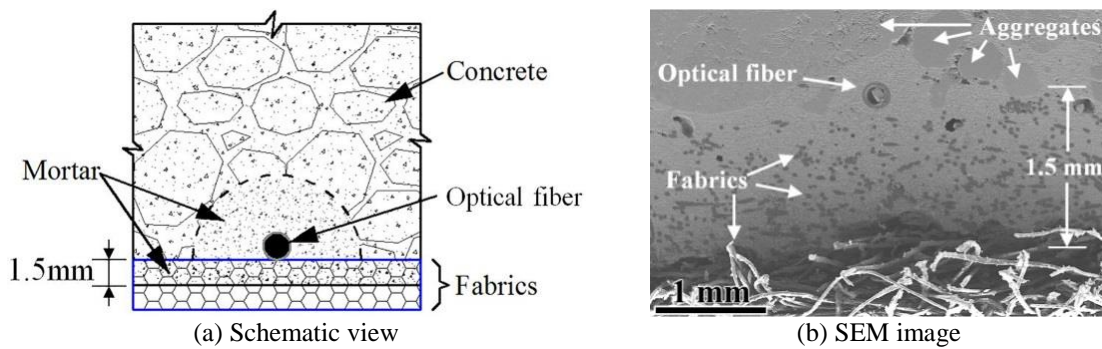 Concrete
Mortar
Optical fiber
1.5mm
Fabrics
(a) Schematic view
Aggregates
Optical fiber
Fabrics
1.5 mm
1 mm
(b) SEM image